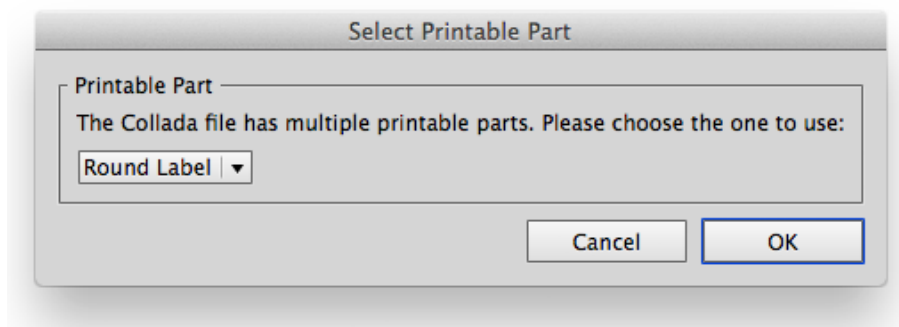 Select Printable Part
Printable Part
The Collada file has multiple printable parts. Please choose the one to use:
Round Label
Cancel
OK